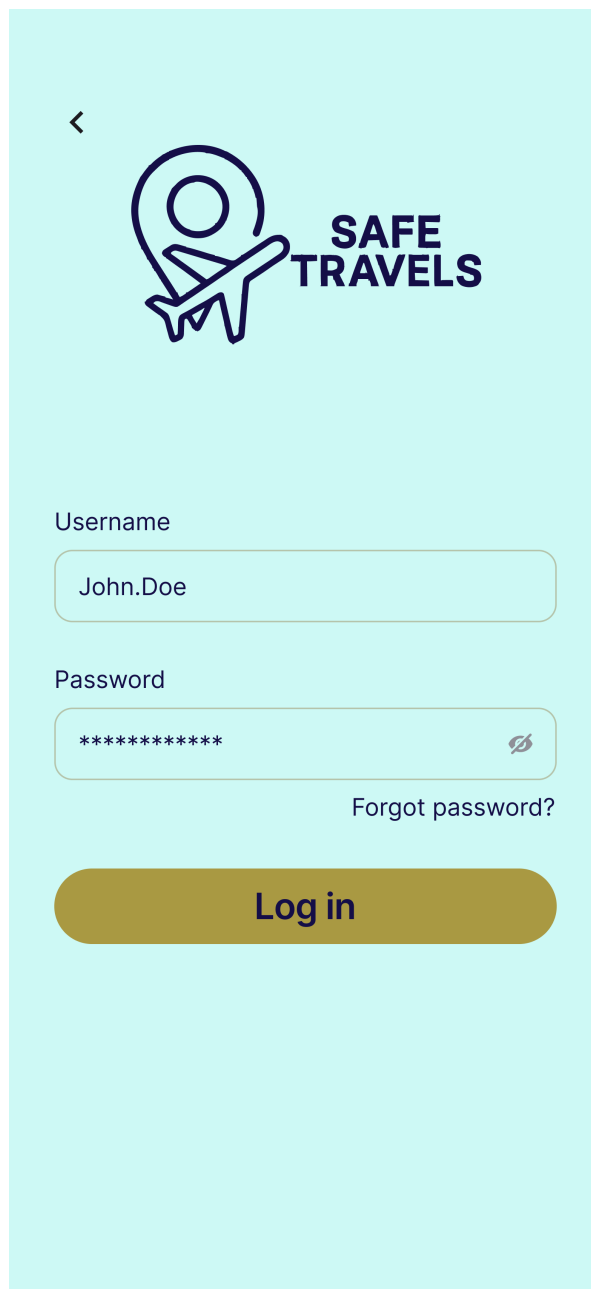 SAFE
TRAVELS
Username
John.Doe
Password
************
Forgot password?
Log in